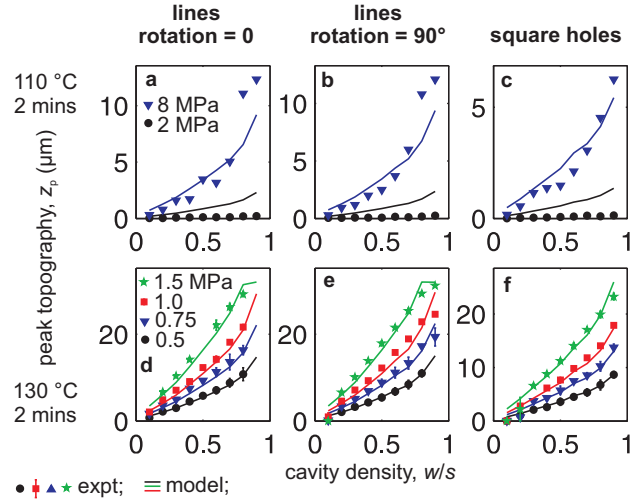 lines
rotation = 0
lines
rotation = 90°
square holes
110 °C
2 mins
a
8 MPa
2 MPa
b
c
10
5
0
10
5
0
5
0
0 0.5 1
0 0.5 1
0 0.5 1
peak topography, zp (µm)
130 °C
2 mins
1.5 MPa
1.0
0.75
0.5
d
e
f
20
0
20
0
20
10
0
0 0.5 1
0 0.5 1
0 0.5 1
cavity density, w/s
expt; model;